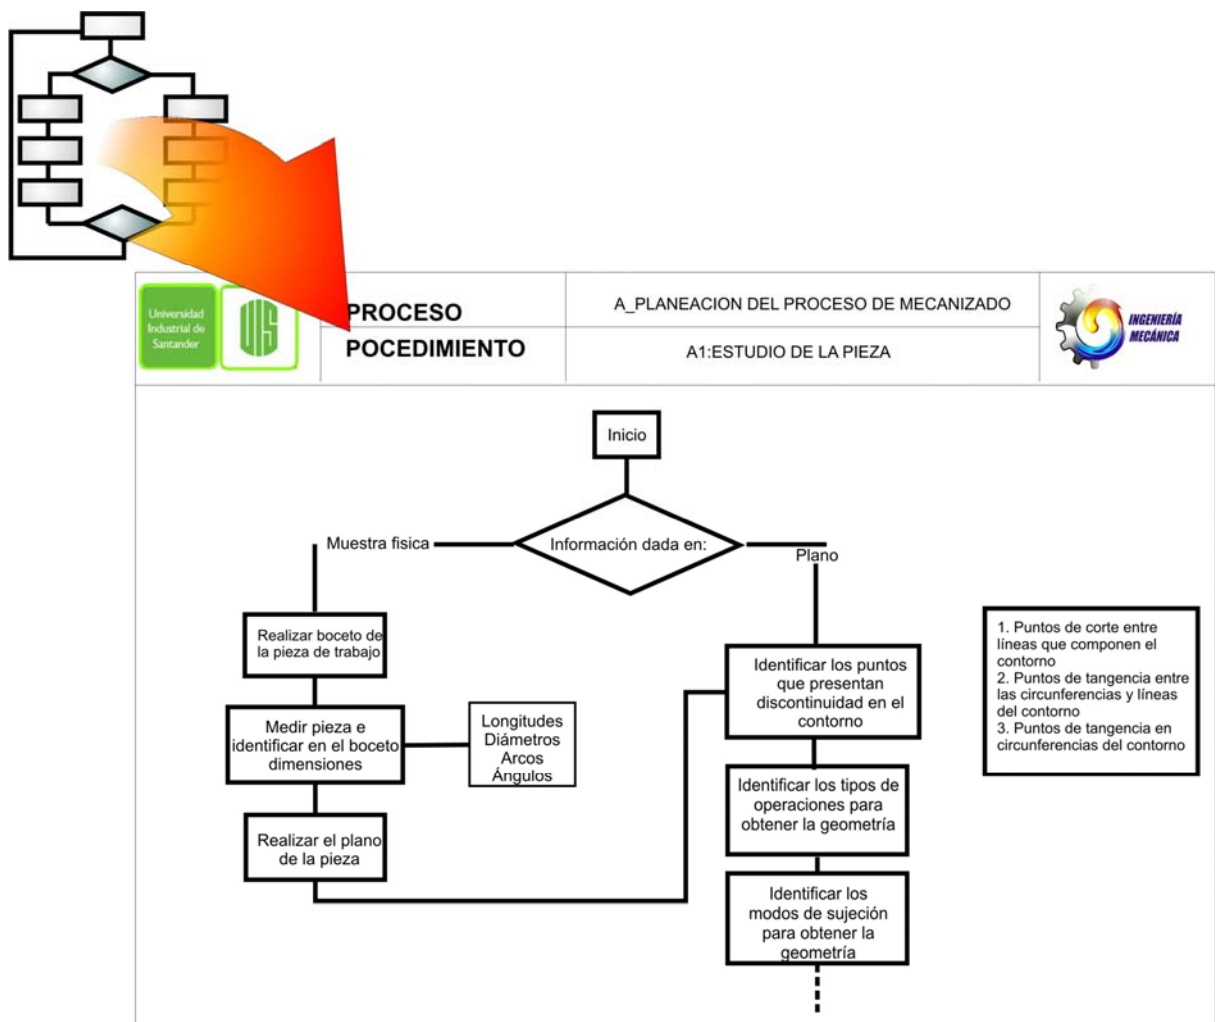 Universidad
Industrial de
Santander
UIS
PROCESO
A_PLANEACION DEL PROCESO DE MECANIZADO
POCEDIMIENTO
A1:ESTUDIO DE LA PIEZA
INGENIERÍA
MECÁNICA
Inicio
Información dada en:
Muestra fisica
Plano
Realizar boceto de
la pieza de trabajo
Medir pieza e
identificar en el boceto
dimensiones
Longitudes
Diámetros
Arcos
Ángulos
Realizar el plano
de la pieza
Identificar los puntos
que presentan
discontinuidad en el
contorno
Identificar los tipos de
operaciones para
obtener la geometría
Identificar los
modos de sujeción
para obtener la
geometría
1. Puntos de corte entre
líneas que componen el
contorno
2. Puntos de tangencia entre
las circunferencias y líneas
del contorno
3. Puntos de tangencia en
circunferencias del contorno